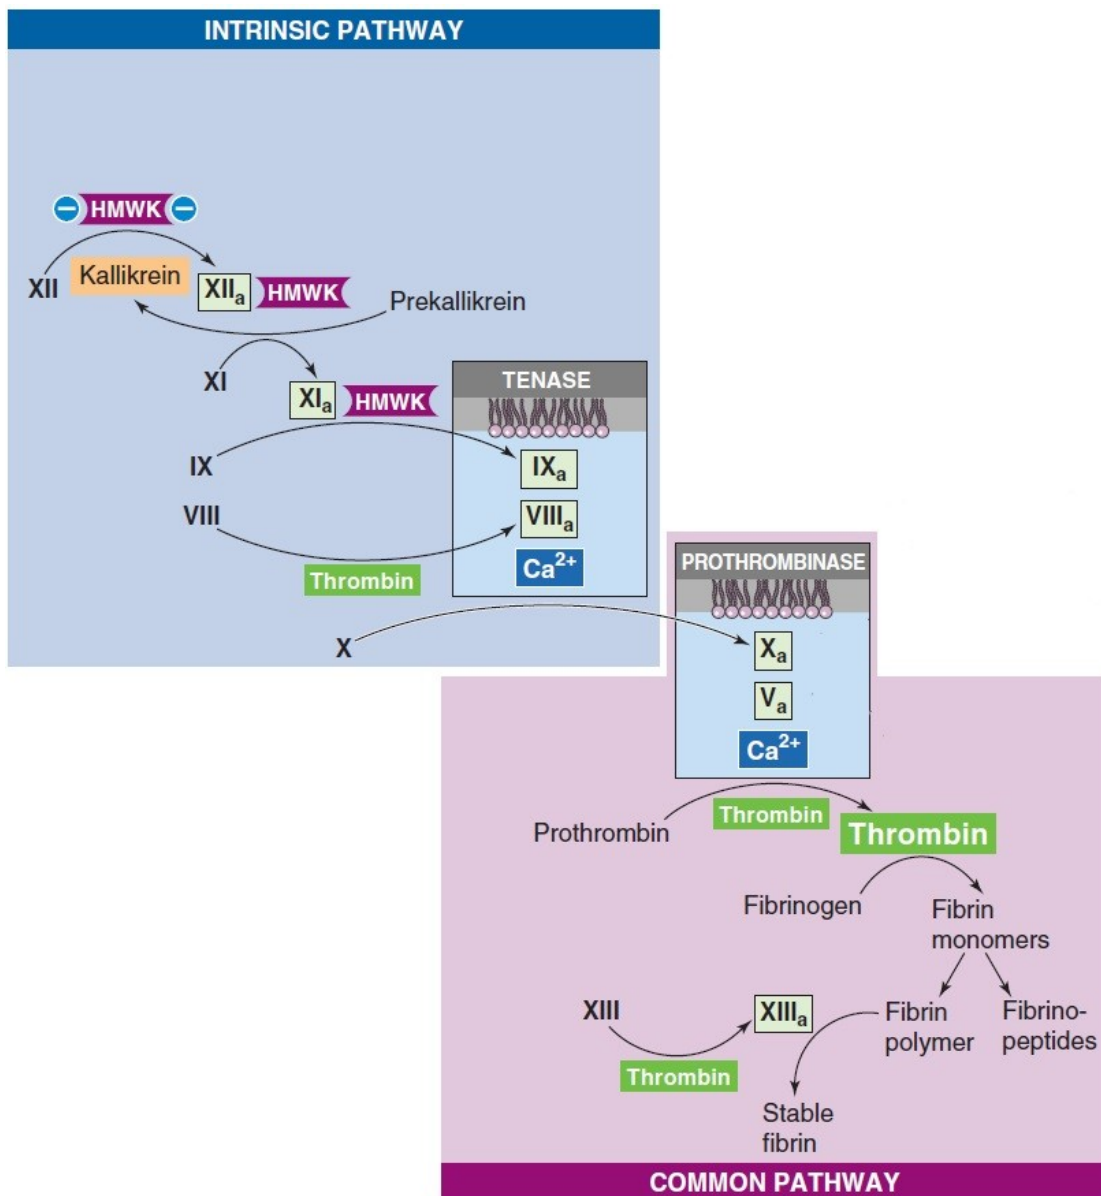 INTRINSIC PATHWAY
− HMWK −
XII
Kallikrein
XIIₐ
HMWK
Prekallikrein
XI
XIₐ
HMWK
TENASE
IX
IXₐ
VIII
VIIIₐ
Thrombin
Ca²⁺
X
PROTHROMBINASE
Xₐ
Vₐ
Ca²⁺
Prothrombin
Thrombin
Thrombin
Fibrinogen
Fibrin
monomers
XIII
XIIIₐ
Thrombin
Fibrin
polymer
Fibrino-
peptides
Stable
fibrin
COMMON PATHWAY